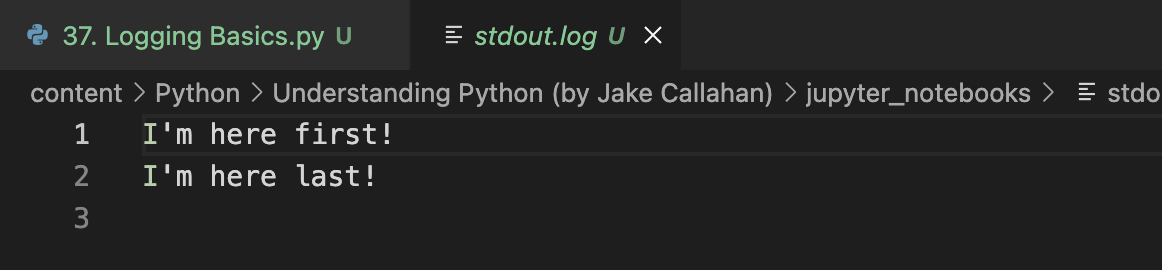 37. Logging Basics.py U
stdout.log U
content > Python > Understanding Python (by Jake Callahan) > jupyter_notebooks > stdo
1 I'm here first!
2 I'm here last!
3